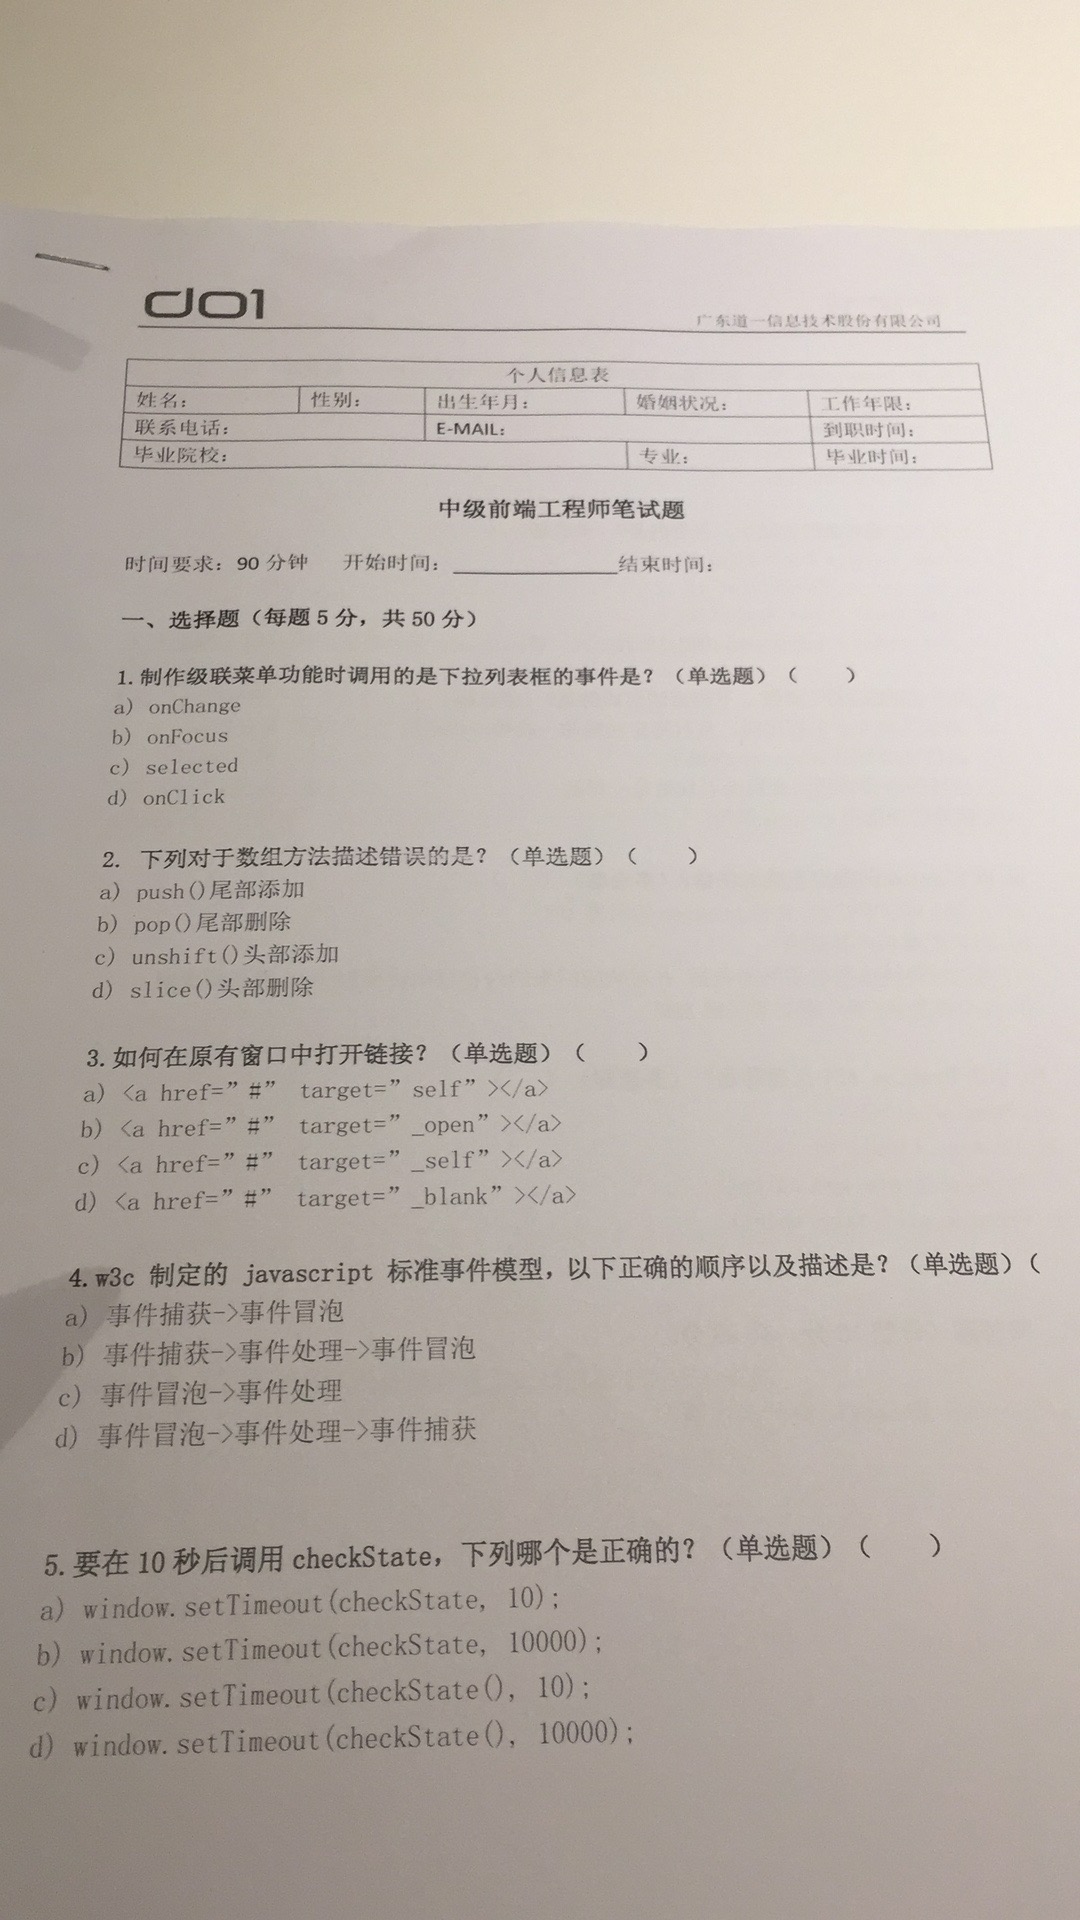 do1
广东道一信息技术股份有限公司
个人信息表
姓名： 性别： 出生年月： 婚姻状况： 工作年限：
联系电话： E-MAIL: 到职时间：
毕业院校： 专业： 毕业时间：
中级前端工程师笔试题
时间要求：90 分钟 开始时间：____________结束时间：
一、选择题（每题 5 分，共 50 分）
1. 制作级联菜单功能时调用的是下拉列表框的事件是？（单选题）（ ）
a) onChange
b) onFocus
c) selected
d) onClick
2. 下列对于数组方法描述错误的是？（单选题）（ ）
a) push()尾部添加
b) pop()尾部删除
c) unshift()头部添加
d) slice()头部删除
3. 如何在原有窗口中打开链接？（单选题）（ ）
a) <a href=”#” target=”self”></a>
b) <a href=”#” target=”_open”></a>
c) <a href=”#” target=”_self”></a>
d) <a href=”#” target=”_blank”></a>
4. w3c 制定的 javascript 标准事件模型，以下正确的顺序以及描述是？（单选题）（
a) 事件捕获->事件冒泡
b) 事件捕获->事件处理->事件冒泡
c) 事件冒泡->事件处理
d) 事件冒泡->事件处理->事件捕获
5. 要在 10 秒后调用 checkState，下列哪个是正确的？（单选题）（ ）
a) window.setTimeout(checkState, 10);
b) window.setTimeout(checkState, 10000);
c) window.setTimeout(checkState(), 10);
d) window.setTimeout(checkState(), 10000);